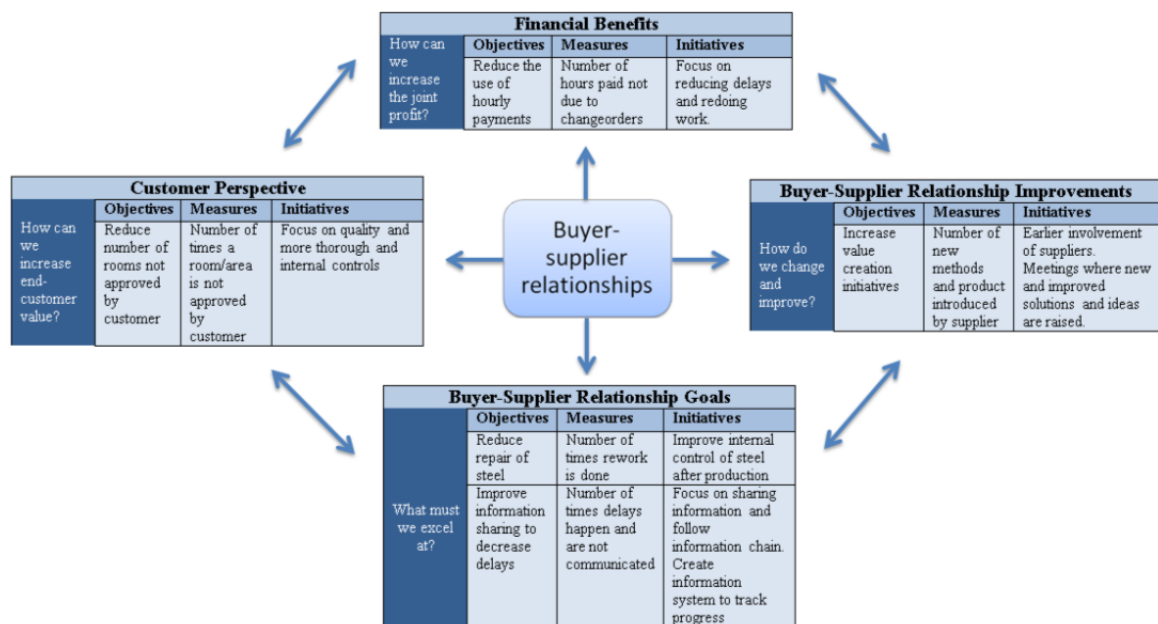 Financial Benefits
How can
we
increase
the joint
profit?
Objectives
Measures
Initiatives
Reduce the
use of
hourly
payments
Number of
hours paid not
due to
changeorders
Focus on
reducing delays
and redoing
work.
Customer Perspective
How can
we
increase
end-
customer
value?
Objectives
Measures
Initiatives
Reduce
number of
rooms not
approved
by
customer
Number of
times a
room/area
is not
approved
by
customer
Focus on quality and
more thorough and
internal controls
Buyer-
supplier
relationships
Buyer-Supplier Relationship Improvements
How do
we change
and
improve?
Objectives
Measures
Initiatives
Increase
value
creation
initiatives
Number of
new
methods
and product
introduced
by supplier
Earlier involvement
of suppliers.
Meetings where new
and improved
solutions and ideas
are raised.
Buyer-Supplier Relationship Goals
What must
we excel
at?
Objectives
Measures
Initiatives
Reduce
repair of
steel
Number of
times rework
is done
Improve internal
control of steel
after production
Improve
information
sharing to
decrease
delays
Number of
times delays
happen and
are not
communicated
Focus on sharing
information and
follow
information chain.
Create
information
system to track
progress